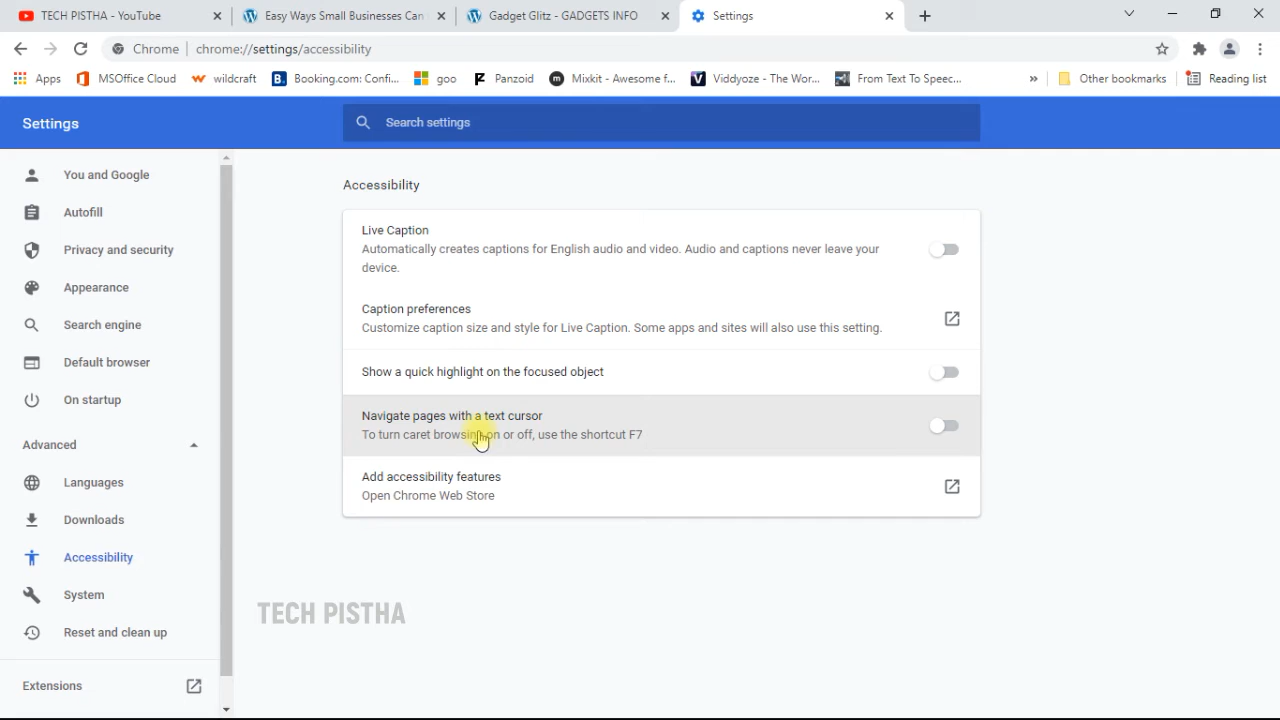 TECH PISTHA - YouTube
Easy Ways Small Businesses Can
Gadget Glitz - GADGETS INFO
Settings
Chrome
chrome://settings/accessibility
Apps
MSOffice Cloud
wildcraft
Booking.com: Confi...
goo
Panzoid
Mixkit - Awesome f...
Viddyoze - The Wor...
From Text To Speec...
»
Other bookmarks
Reading list
Settings
Search settings
You and Google
Autofill
Privacy and security
Appearance
Search engine
Default browser
On startup
Advanced
Languages
Downloads
Accessibility
System
Reset and clean up
Extensions
Accessibility
Live Caption
Automatically creates captions for English audio and video. Audio and captions never leave your
device.
Caption preferences
Customize caption size and style for Live Caption. Some apps and sites will also use this setting.
Show a quick highlight on the focused object
Navigate pages with a text cursor
To turn caret browsing on or off, use the shortcut F7
Add accessibility features
Open Chrome Web Store
TECH PISTHA